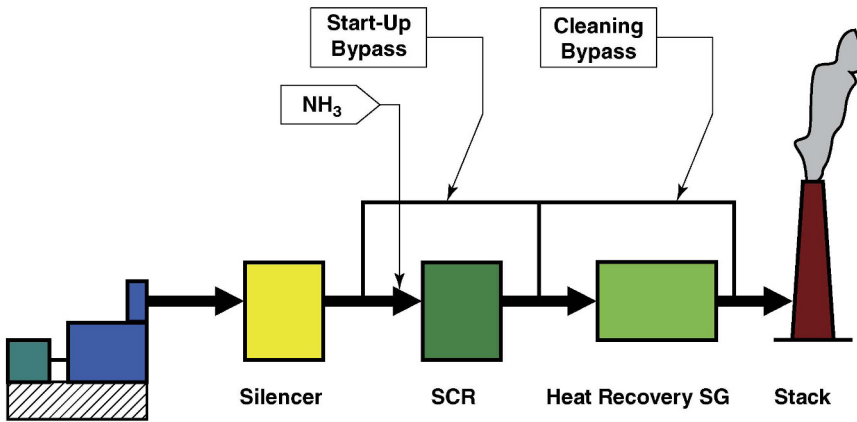 Start-Up
Bypass
Cleaning
Bypass
NH₃
Silencer
SCR
Heat Recovery SG
Stack